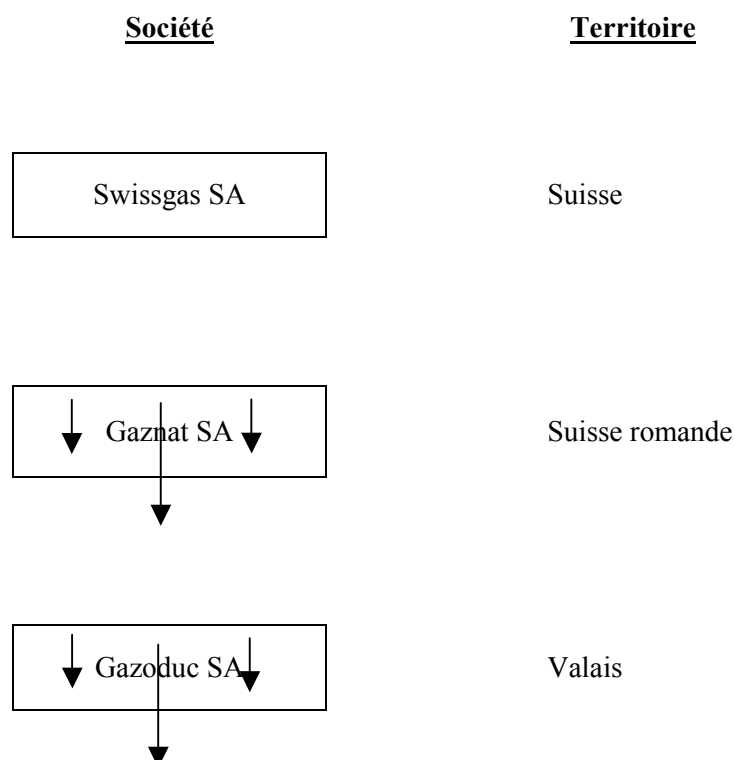 Société Territoire
Swissgas SA Suisse
Gaznat SA Suisse romande
Gazoduc SA Valais